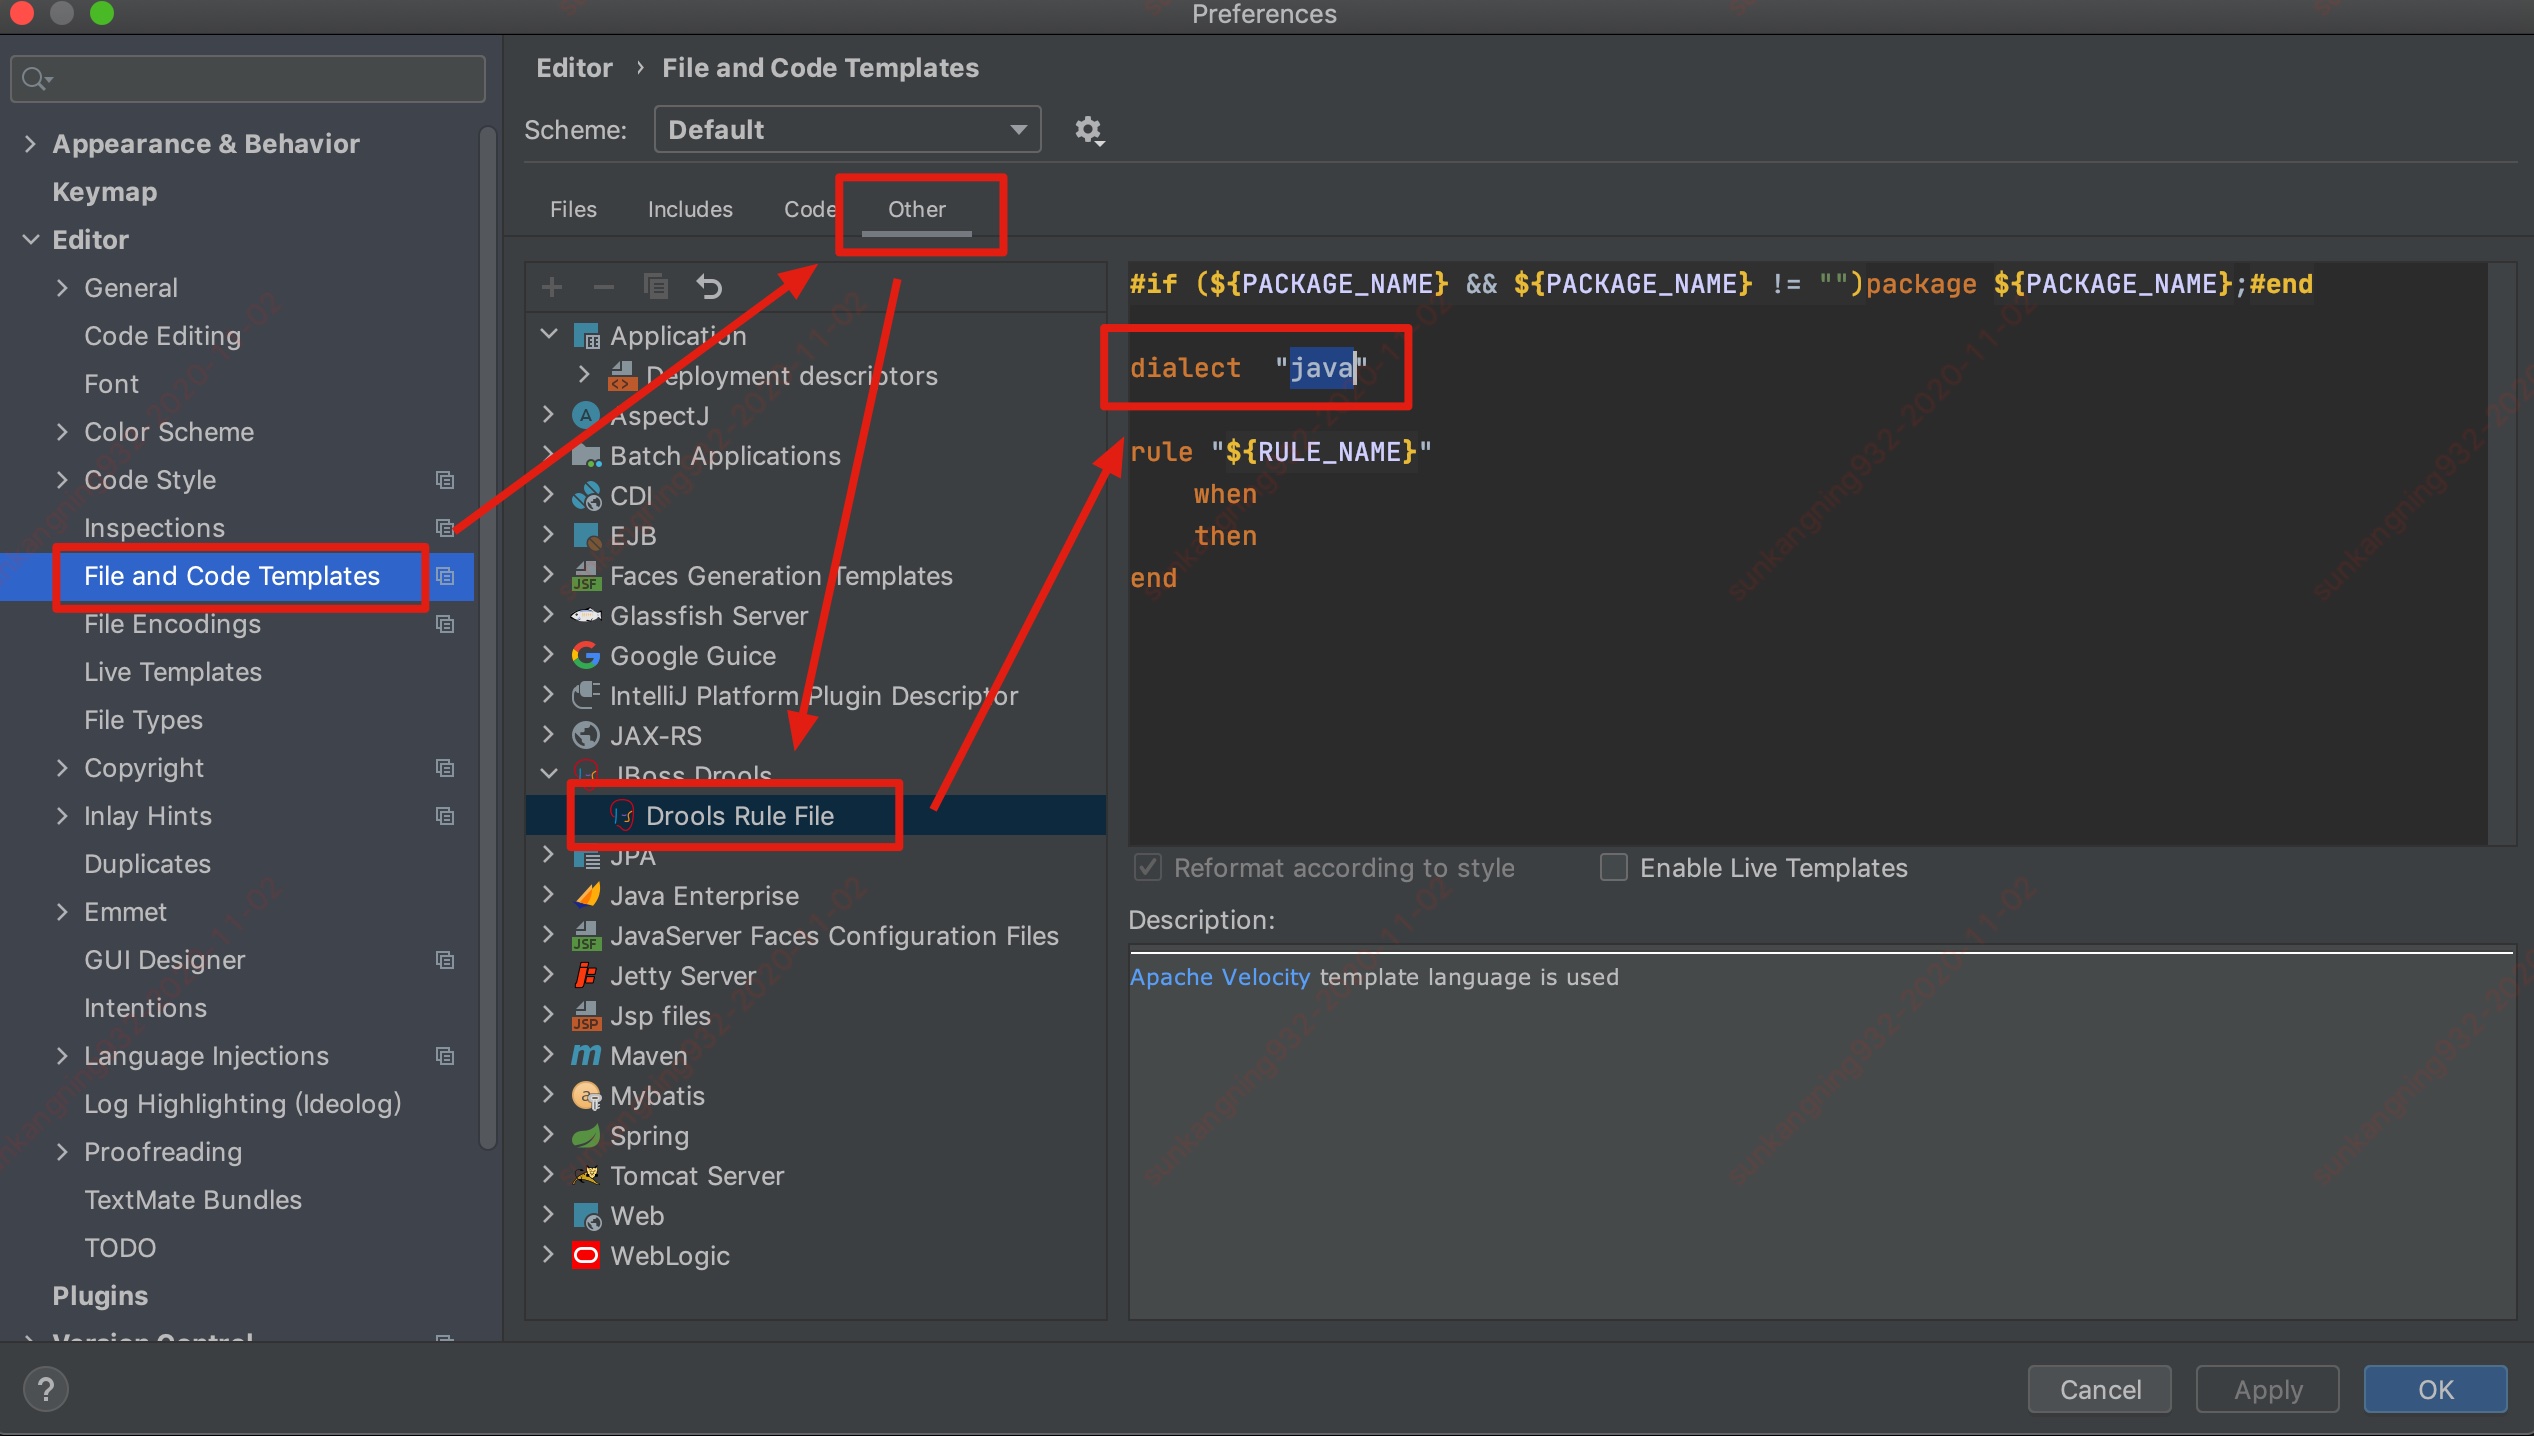 Preferences
Editor › File and Code Templates
Scheme: Default
Appearance & Behavior
Keymap
Editor
General
Code Editing
Font
Color Scheme
Code Style
Inspections
File and Code Templates
File Encodings
Live Templates
File Types
Copyright
Inlay Hints
Duplicates
Emmet
GUI Designer
Intentions
Language Injections
Log Highlighting (Ideolog)
Proofreading
TextMate Bundles
TODO
Plugins
Version Control
Files Includes Code Other
Application
Deployment descriptors
AspectJ
Batch Applications
CDI
EJB
Faces Generation Templates
Glassfish Server
Google Guice
IntelliJ Platform Plugin Descriptor
JAX-RS
JBoss Drools
Drools Rule File
JPA
Java Enterprise
JavaServer Faces Configuration Files
Jetty Server
Jsp files
Maven
Mybatis
Spring
Tomcat Server
Web
WebLogic
#if (${PACKAGE_NAME} && ${PACKAGE_NAME} != "")package ${PACKAGE_NAME};#end
dialect  "java"
rule "${RULE_NAME}"
when
then
end
Reformat according to style Enable Live Templates
Description:
Apache Velocity template language is used
? Cancel Apply OK
sunkangning932-2020-11-02